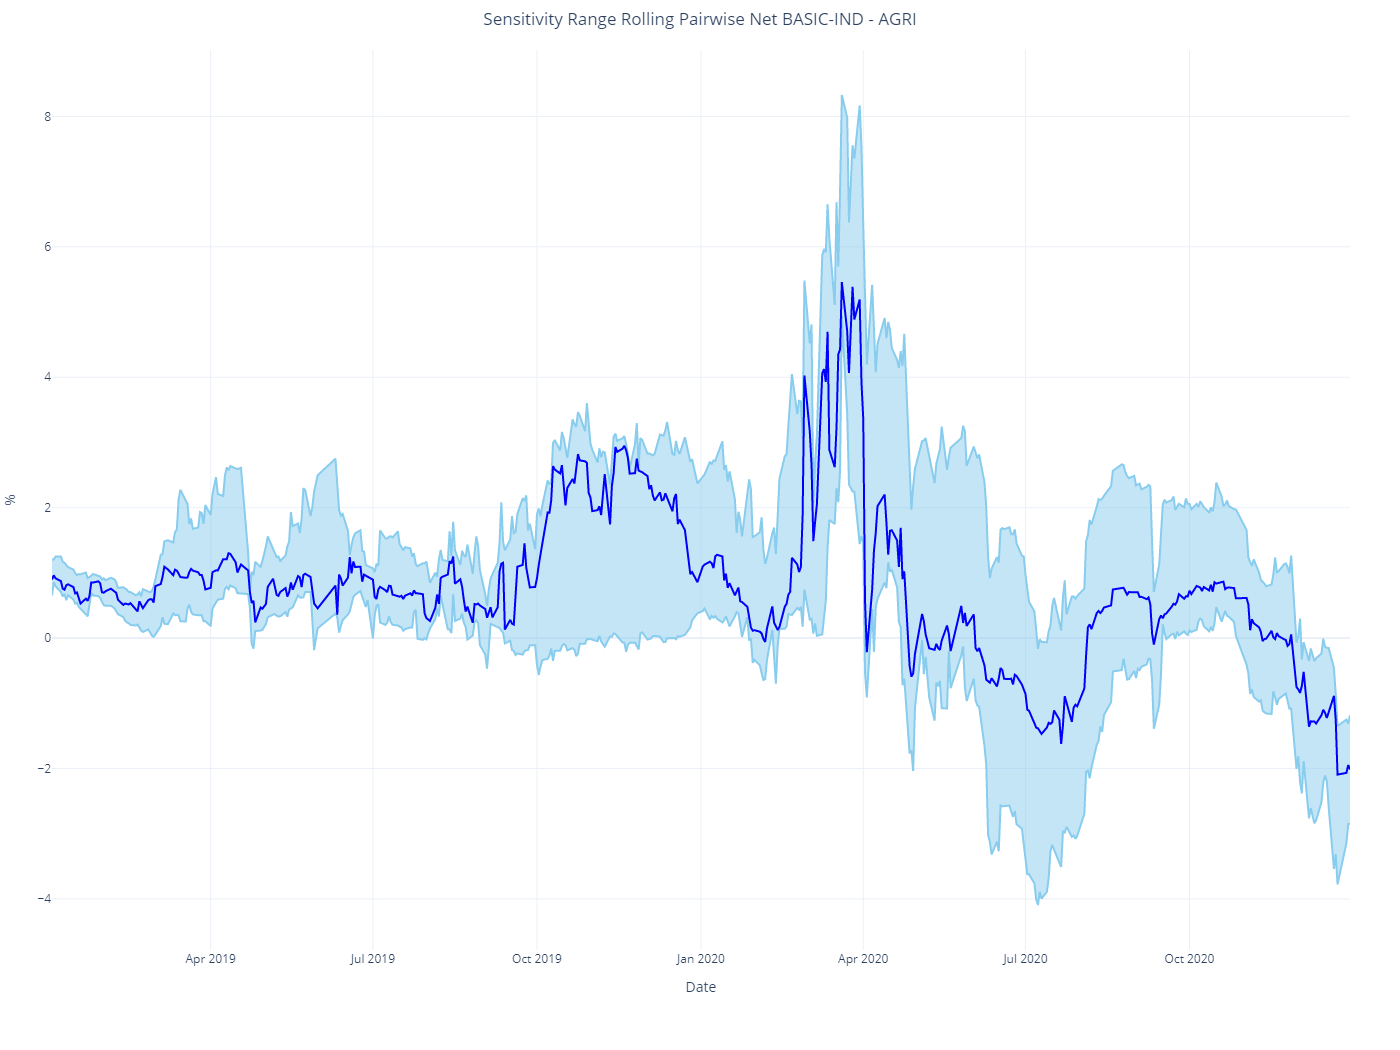 Sensitivity Range Rolling Pairwise Net BASIC-IND - AGRI
8
6
4
2
0
−2
−4
%
Apr 2019
Jul 2019
Oct 2019
Jan 2020
Apr 2020
Jul 2020
Oct 2020
Date